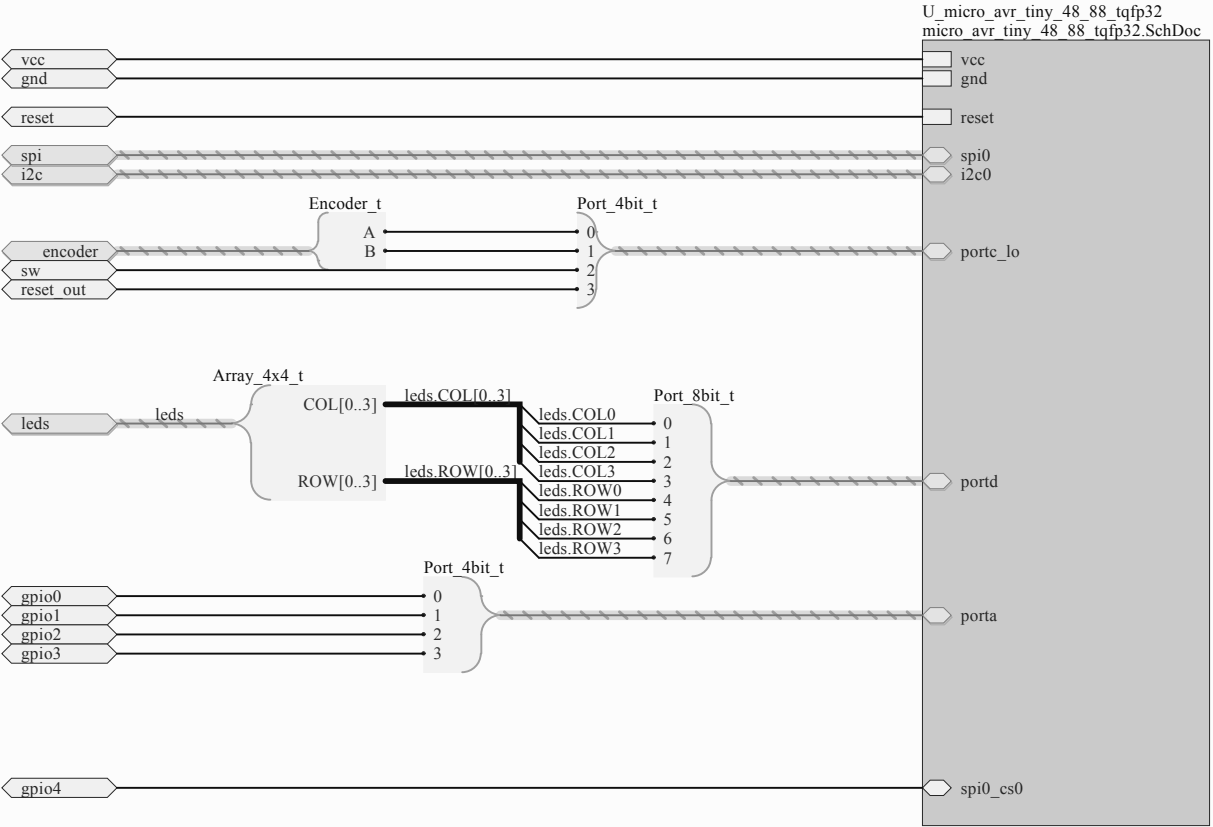 U_micro_avr_tiny_48_88_tqfp32
micro_avr_tiny_48_88_tqfp32.SchDoc
vcc
vcc
gnd
gnd
reset
reset
spi
spi0
i2c
i2c0
Encoder_t
Port_4bit_t
A
0
encoder
B
1
portc_lo
sw
2
reset_out
3
Array_4x4_t
Port_8bit_t
COL[0..3]
leds.COL[0..3]
leds
leds
leds.COL0
0
leds.COL1
1
leds.COL2
2
leds.COL3
3
ROW[0..3]
leds.ROW[0..3]
portd
leds.ROW0
4
leds.ROW1
5
leds.ROW2
6
leds.ROW3
7
Port_4bit_t
gpio0
0
gpio1
1
porta
gpio2
2
gpio3
3
gpio4
spi0_cs0